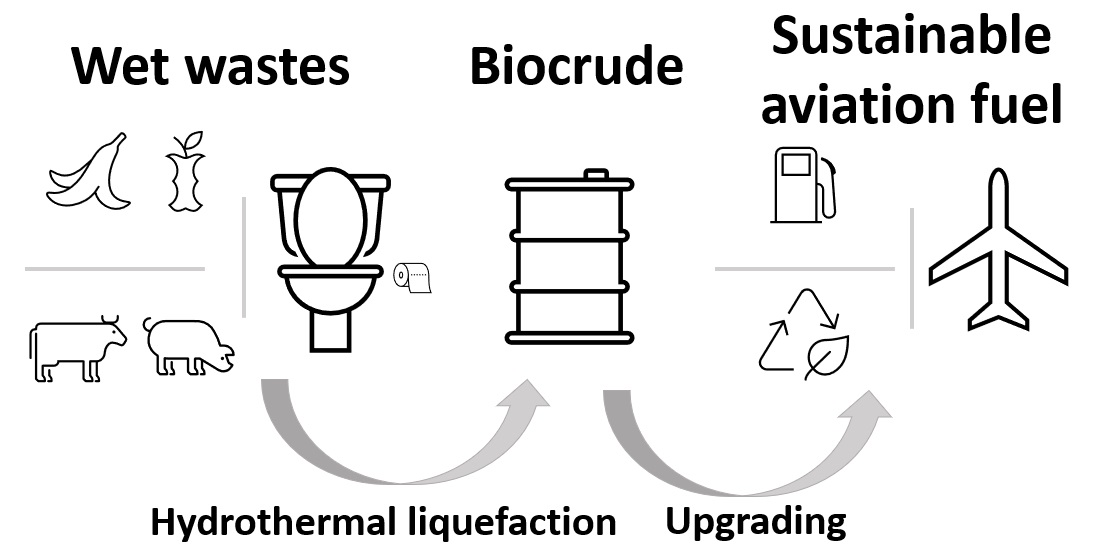 Wet wastes
Biocrude
Sustainable
aviation fuel
Hydrothermal liquefaction
Upgrading